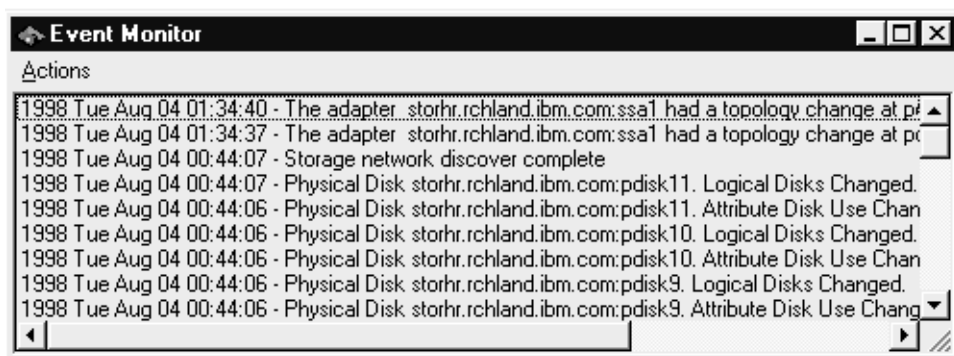 Event Monitor
Actions
1998 Tue Aug 04 01:34:40 - The adapter storhr.rchland.ibm.com:ssa1 had a topology change at
1998 Tue Aug 04 01:34:37 - The adapter storhr.rchland.ibm.com:ssa1 had a topology change at
1998 Tue Aug 04 00:44:07 - Storage network discover complete
1998 Tue Aug 04 00:44:07 - Physical Disk storhr.rchland.ibm.com:pdisk11. Logical Disks Changed.
1998 Tue Aug 04 00:44:06 - Physical Disk storhr.rchland.ibm.com:pdisk11. Attribute Disk Use Chan
1998 Tue Aug 04 00:44:06 - Physical Disk storhr.rchland.ibm.com:pdisk10. Logical Disks Changed.
1998 Tue Aug 04 00:44:06 - Physical Disk storhr.rchland.ibm.com:pdisk10. Attribute Disk Use Chan
1998 Tue Aug 04 00:44:06 - Physical Disk storhr.rchland.ibm.com:pdisk9. Logical Disks Changed.
1998 Tue Aug 04 00:44:06 - Physical Disk storhr.rchland.ibm.com:pdisk9. Attribute Disk Use Chang